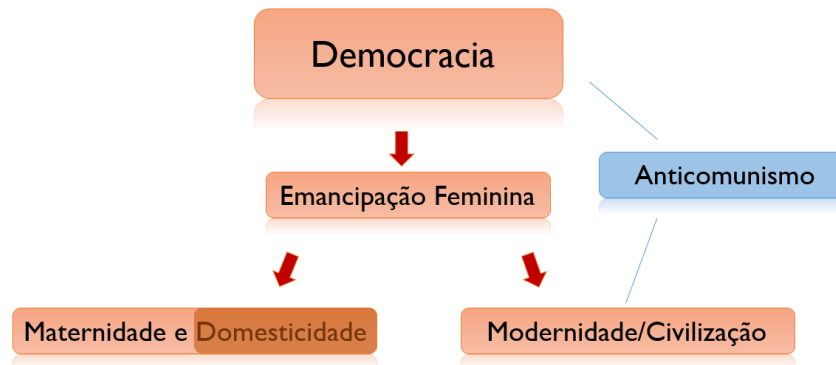 Democracia
Emancipação Feminina
Anticomunismo
Maternidade e Domesticidade
Modernidade/Civilização